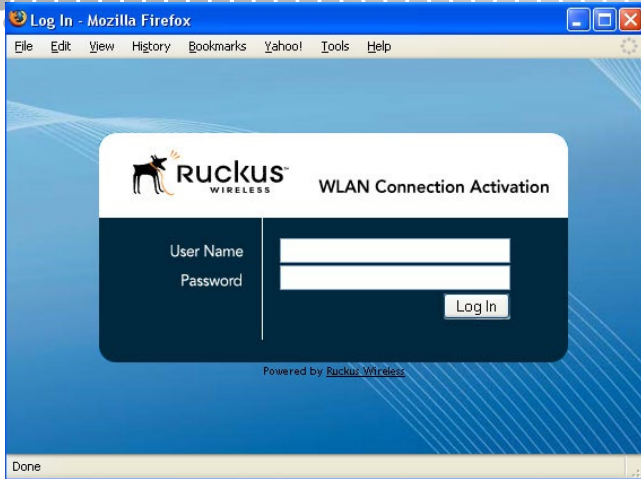 Log In - Mozilla Firefox
File Edit View History Bookmarks Yahoo! Tools Help
RUCKUS™
WIRELESS
WLAN Connection Activation
User Name
Password
Log In
Powered by Ruckus Wireless
Done